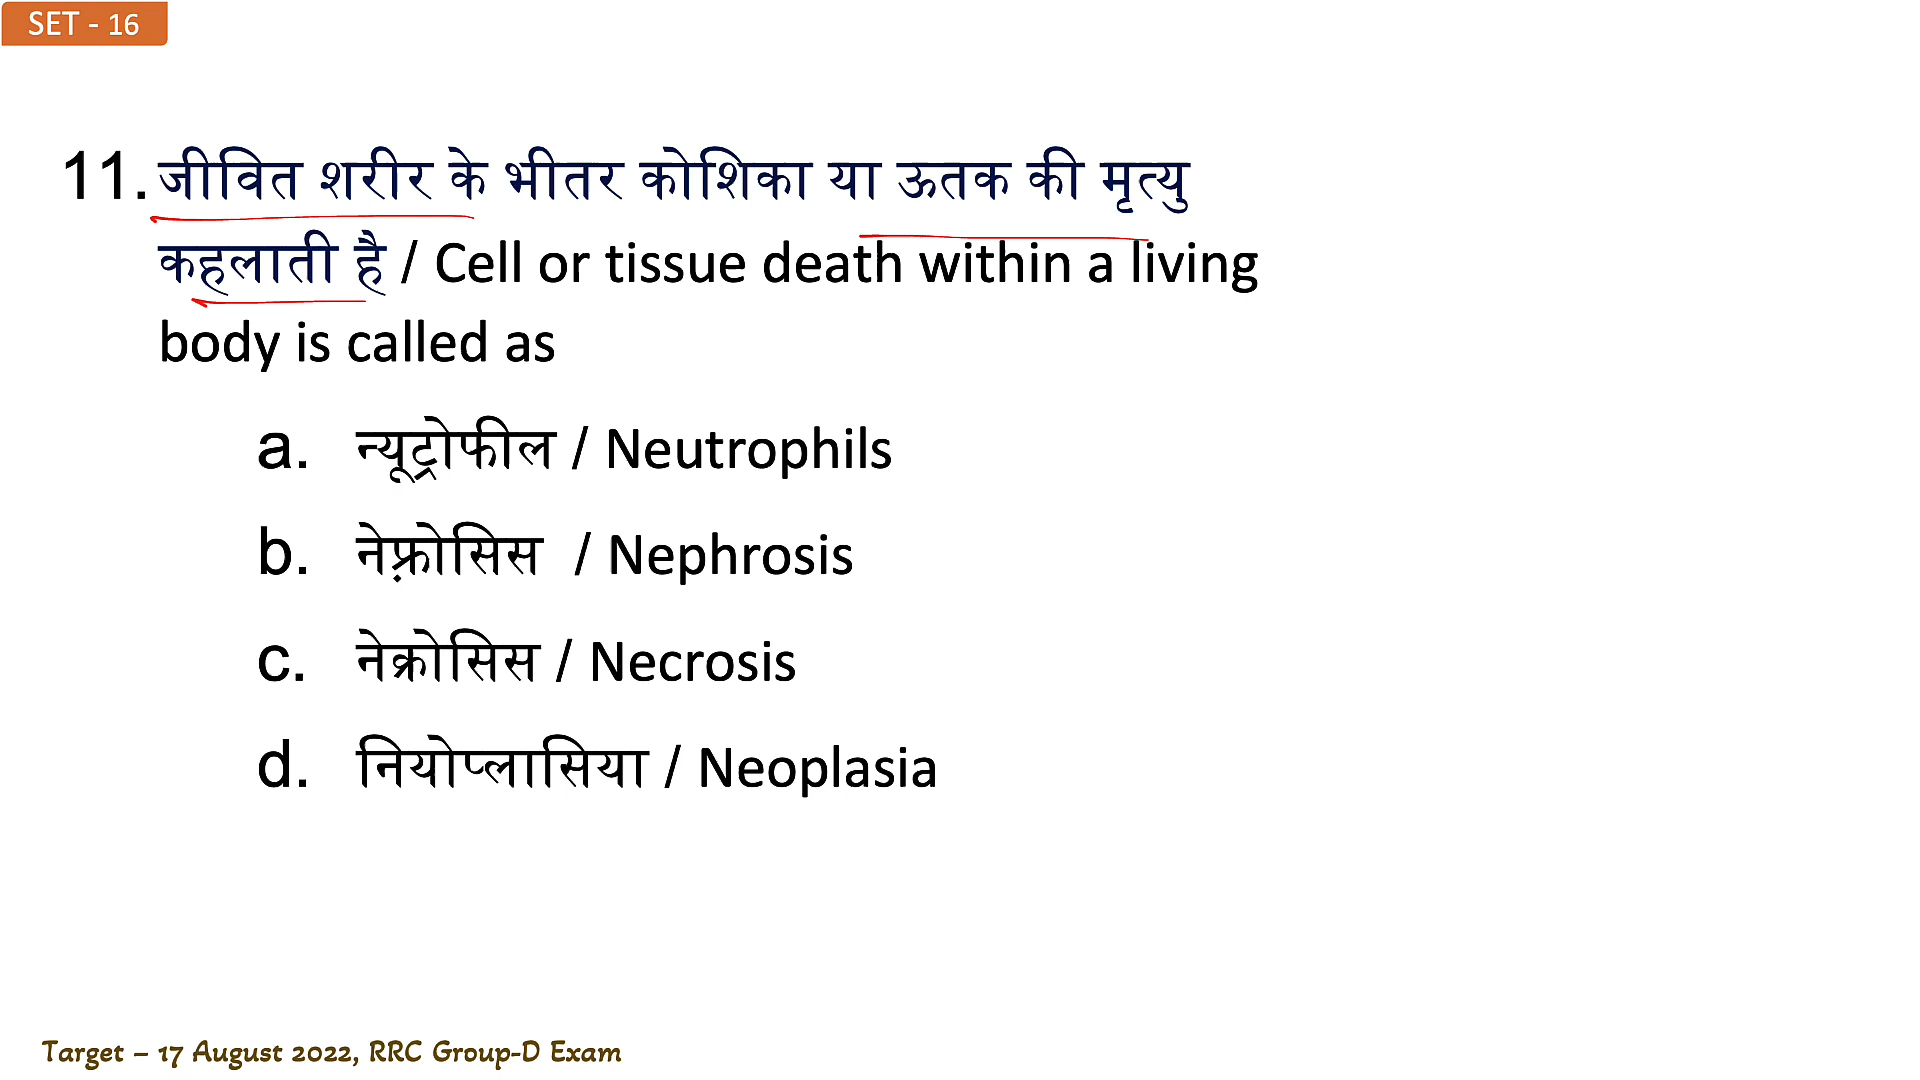 SET - 16
11. जीवित शरीर के भीतर कोशिका या ऊतक की मृत्यु
कहलाती है / Cell or tissue death within a living
body is called as
a. न्यूट्रोफील / Neutrophils
b. नेफ़्रोसिस / Nephrosis
c. नेक्रोसिस / Necrosis
d. नियोप्लासिया / Neoplasia
Target – 17 August 2022, RRC Group-D Exam